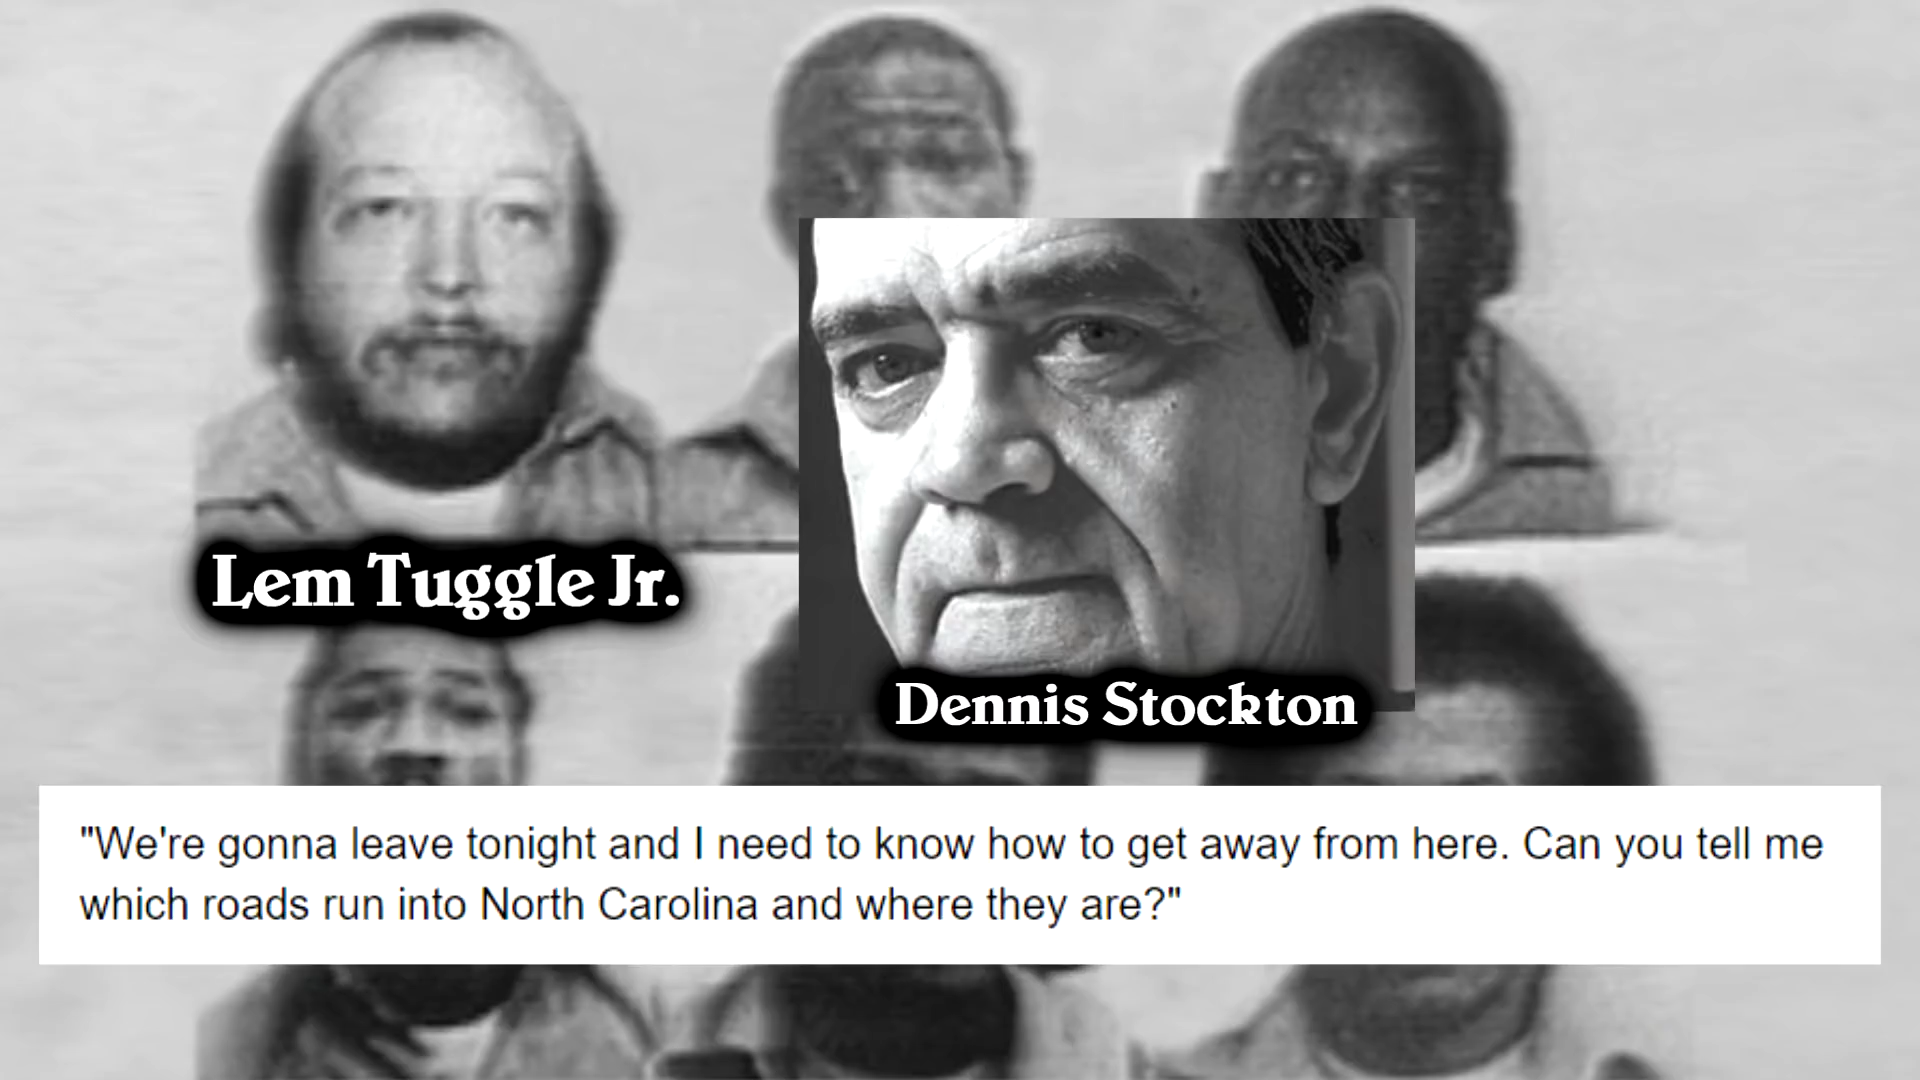 Lem Tuggle Jr.
Dennis Stockton
"We're gonna leave tonight and I need to know how to get away from here. Can you tell me
which roads run into North Carolina and where they are?"